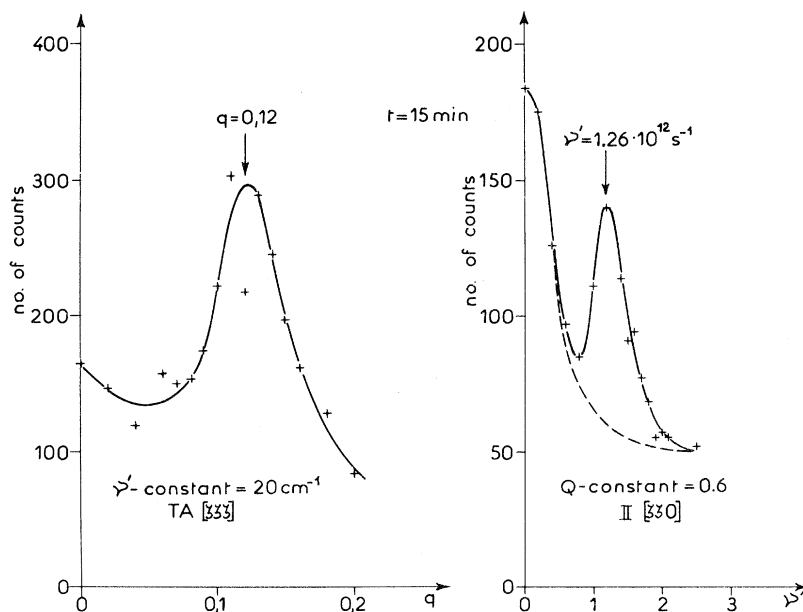 400
300
200
100
0
no. of counts
q=0,12
t=15 min
ν'- constant = 20 cm⁻¹
TA [ξξξ]
0
0,1
0,2
q
200
150
100
50
0
no. of counts
ν'=1.26·10¹² s⁻¹
Q-constant = 0.6
II [ξξ0]
0
1
2
3
ν'